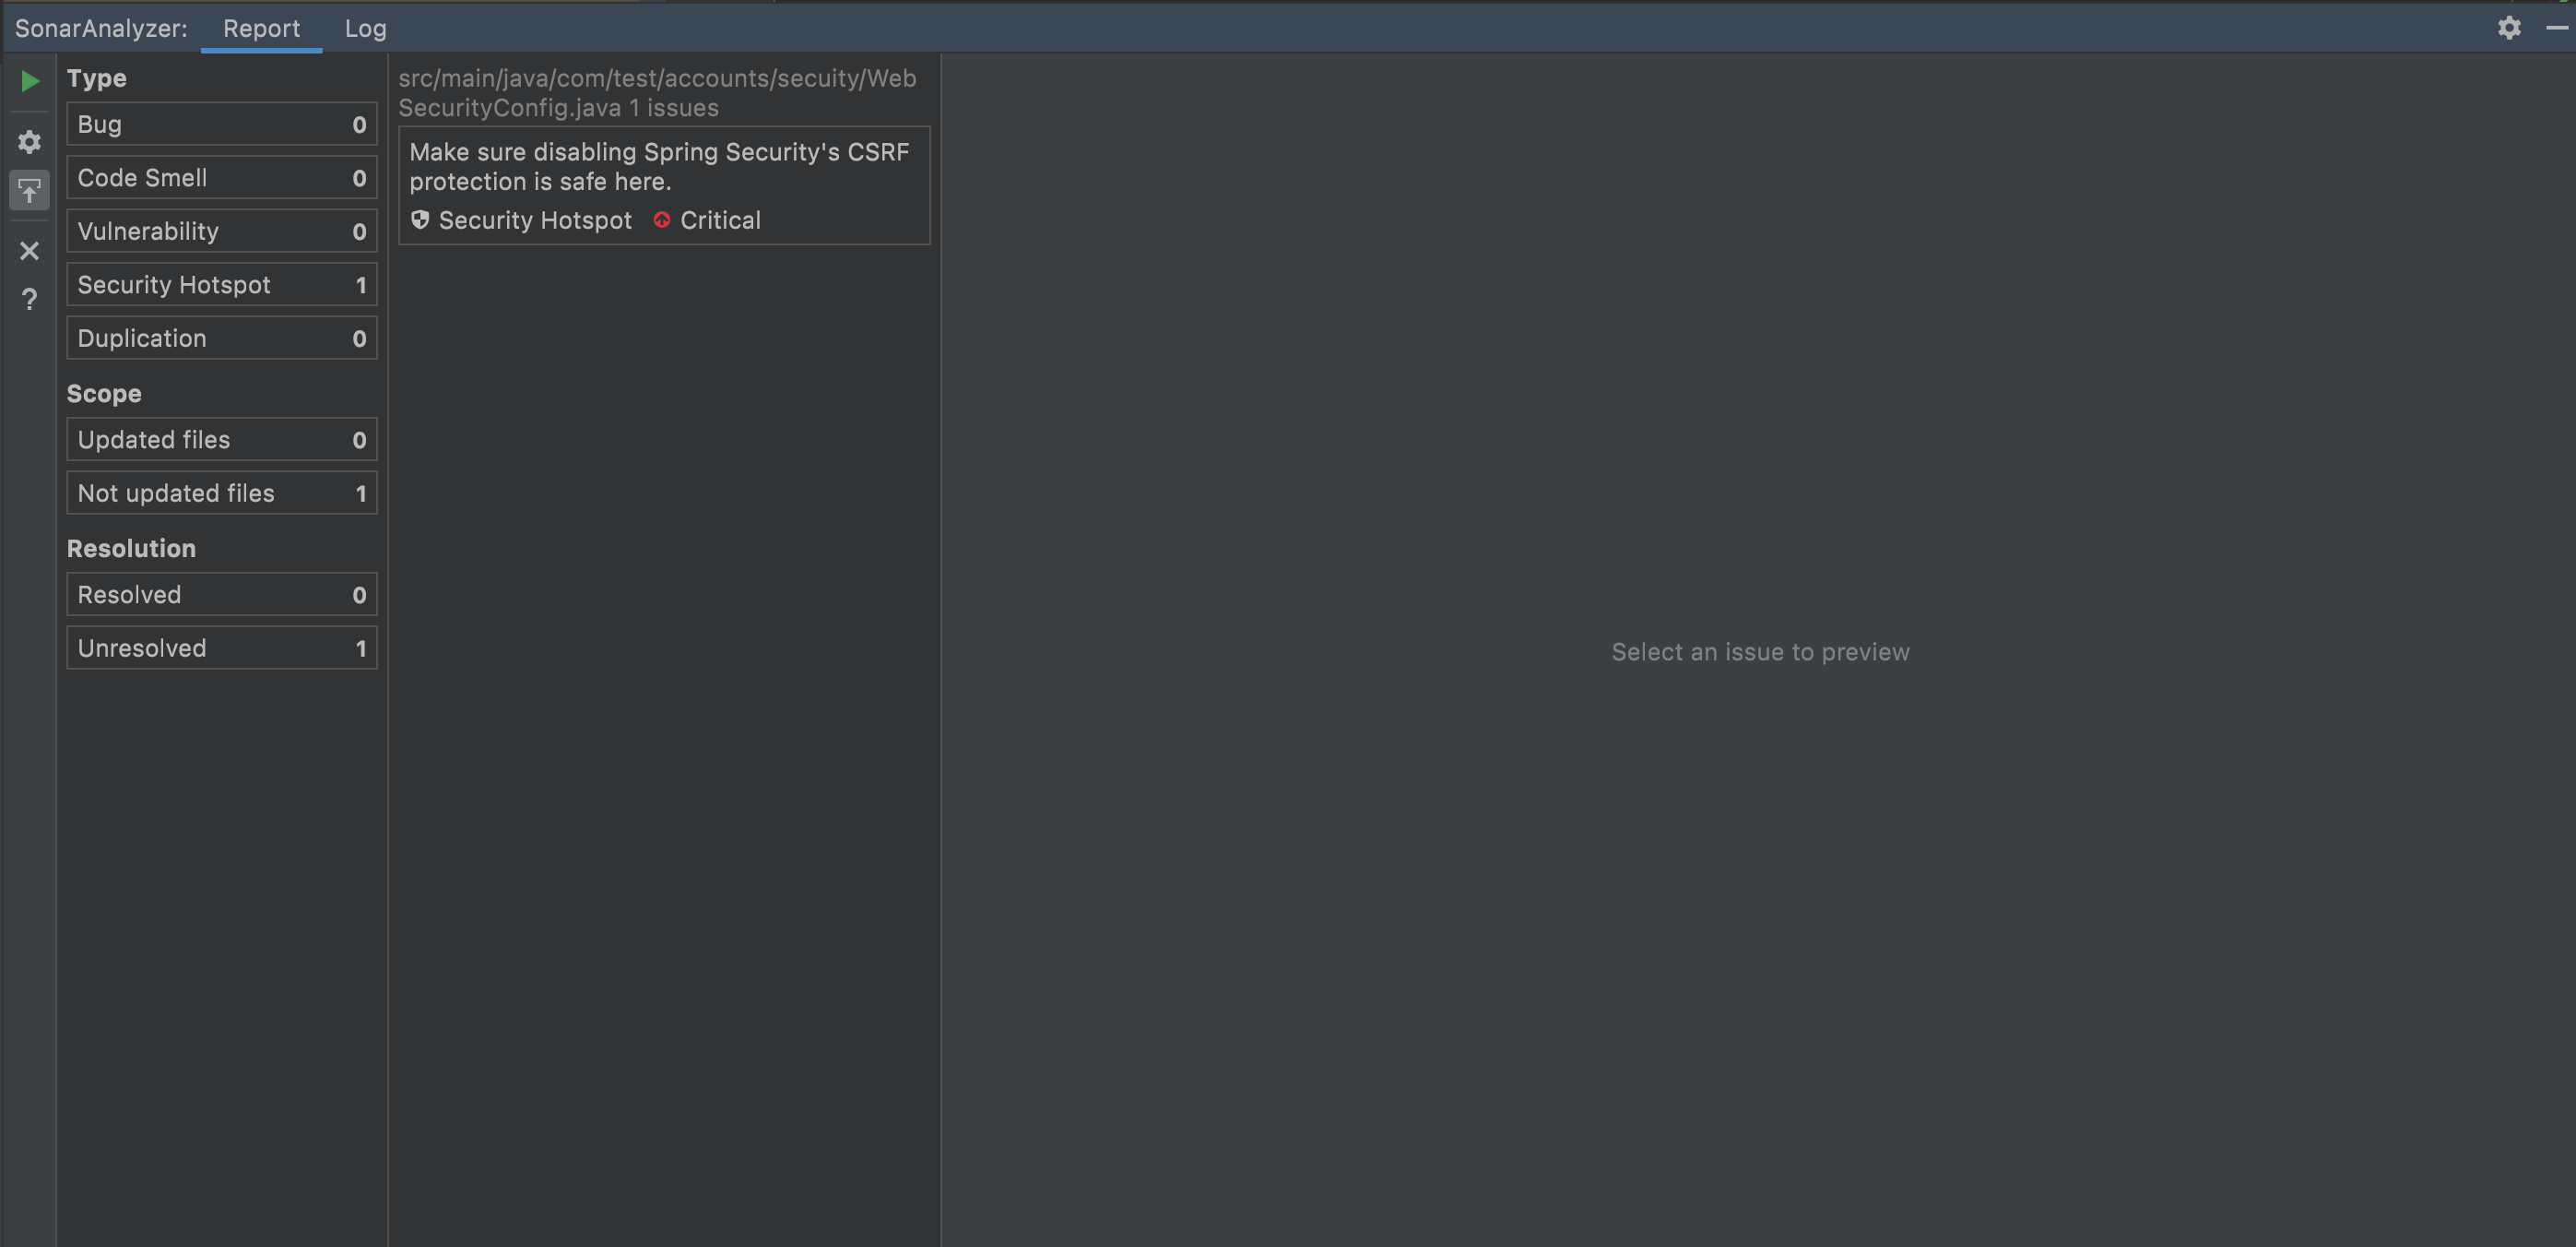 SonarAnalyzer: Report Log
Type
Bug 0
Code Smell 0
Vulnerability 0
Security Hotspot 1
Duplication 0
Scope
Updated files 0
Not updated files 1
Resolution
Resolved 0
Unresolved 1
src/main/java/com/test/accounts/secuity/Web
SecurityConfig.java 1 issues
Make sure disabling Spring Security's CSRF
protection is safe here.
Security Hotspot Critical
Select an issue to preview